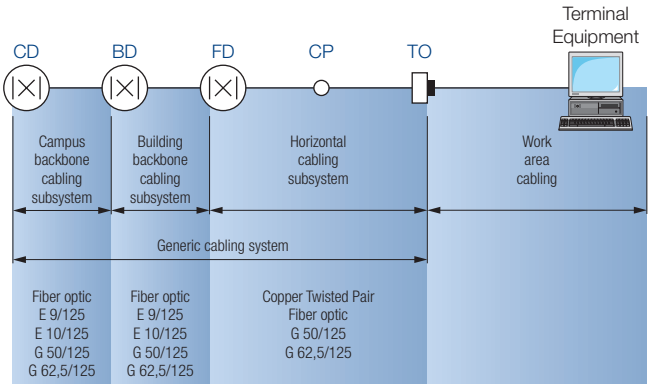 Terminal
Equipment
CD
BD
FD
CP
TO
Campus
backbone
cabling
subsystem
Building
backbone
cabling
subsystem
Horizontal
cabling
subsystem
Work
area
cabling
Generic cabling system
Fiber optic
E 9/125
E 10/125
G 50/125
G 62,5/125
Fiber optic
E 9/125
E 10/125
G 50/125
G 62,5/125
Copper Twisted Pair
Fiber optic
G 50/125
G 62,5/125